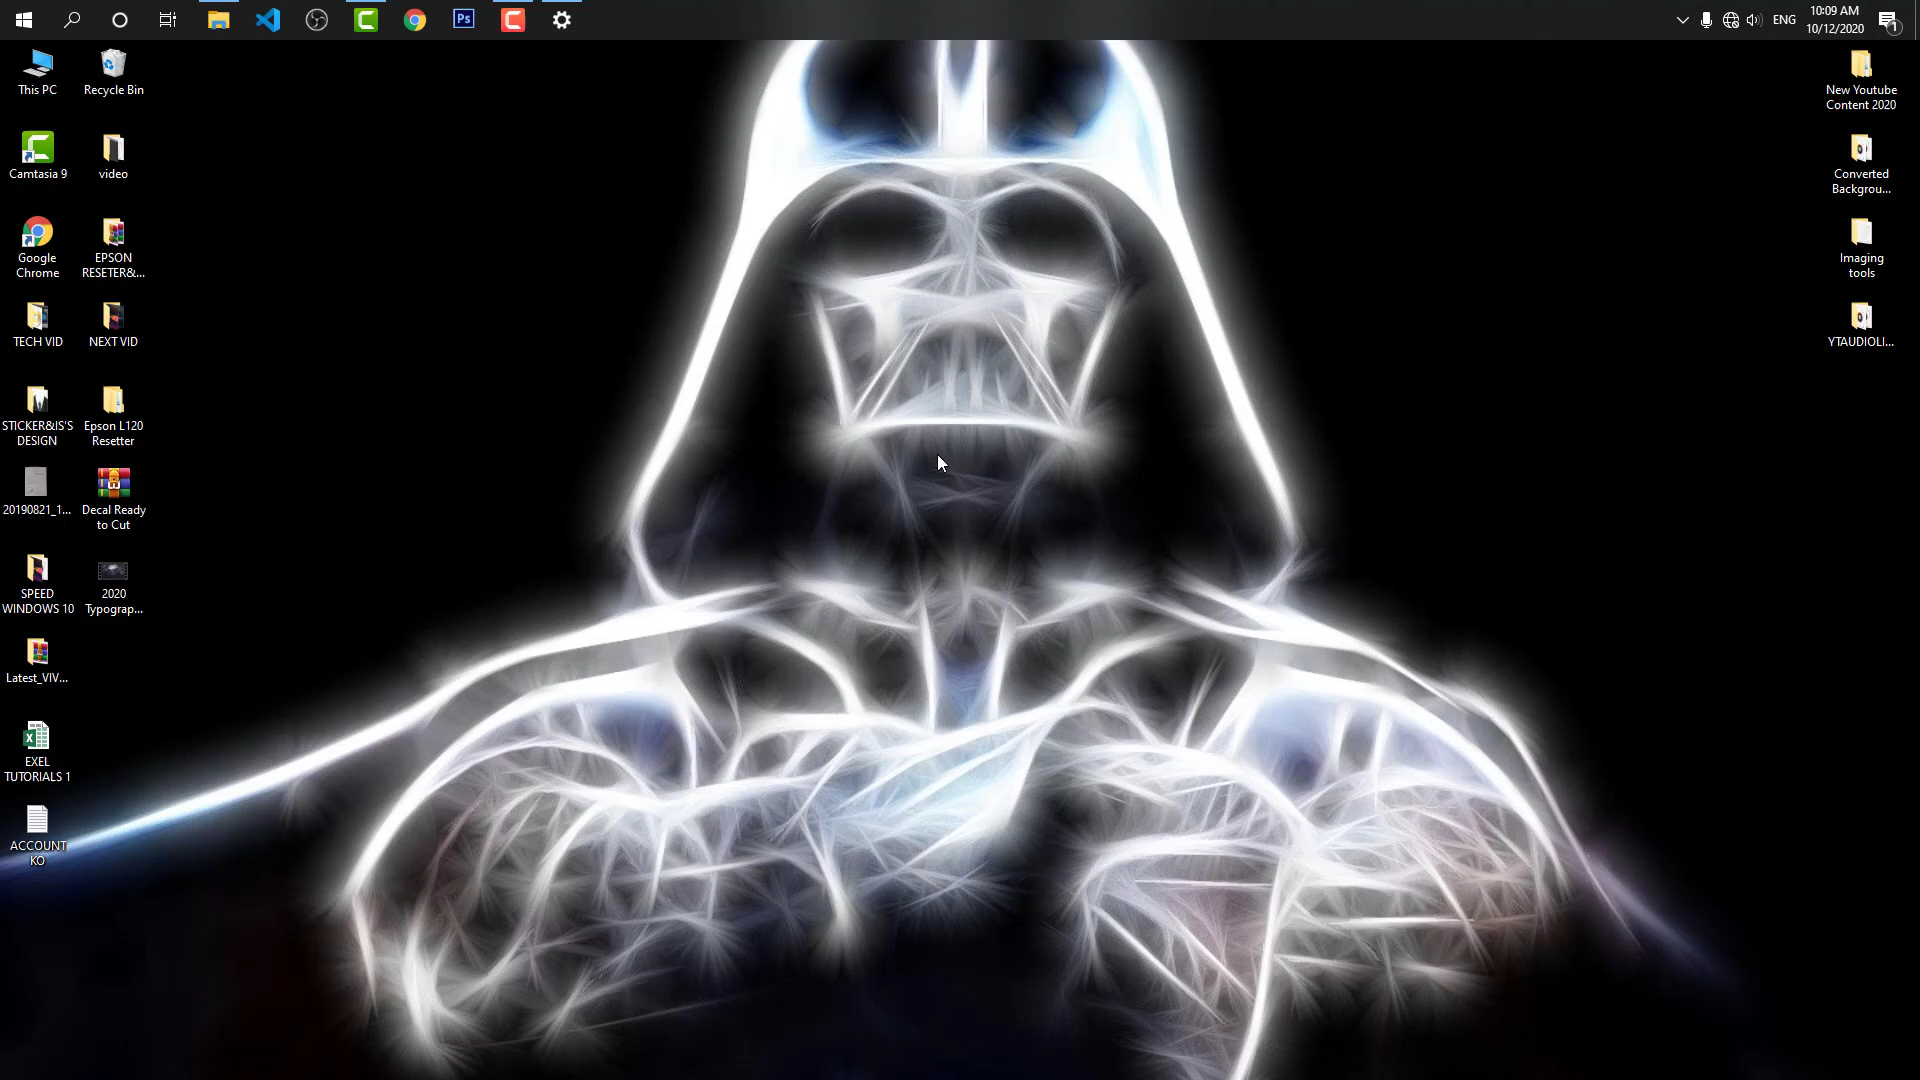 Ps
ENG
10:09 AM
10/12/2020
1
This PC
Recycle Bin
Camtasia 9
video
Google
Chrome
EPSON
RESETER&...
TECH VID
NEXT VID
STICKER&IS'S
DESIGN
Epson L120
Resetter
20190821_1...
Decal Ready
to Cut
SPEED
WINDOWS 10
2020
Typograp...
Latest_VIV...
EXEL
TUTORIALS 1
ACCOUNT
KO
New Youtube
Content 2020
Converted
Backgrou...
Imaging
tools
YTAUDIOLI...